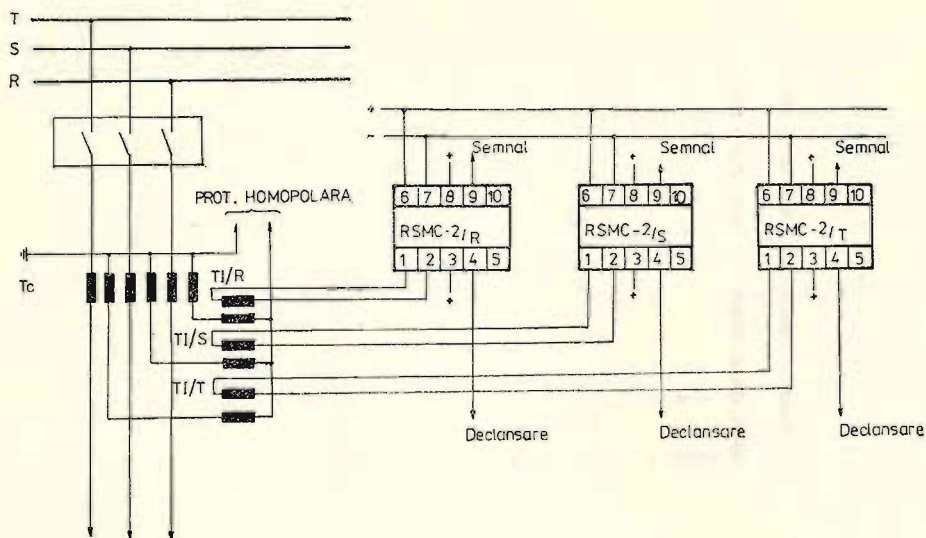 T
S
R
+
-
Semnal
Semnal
Semnal
+
+
+
6 7 8 9 10
6 7 8 9 10
6 7 8 9 10
PROT. HOMOPOLARA
RSMC-2/R
RSMC-2/S
RSMC-2/T
1 2 3 4 5
1 2 3 4 5
1 2 3 4 5
Tc
TI/R
+
+
+
TI/S
TI/T
Declansare
Declansare
Declansare